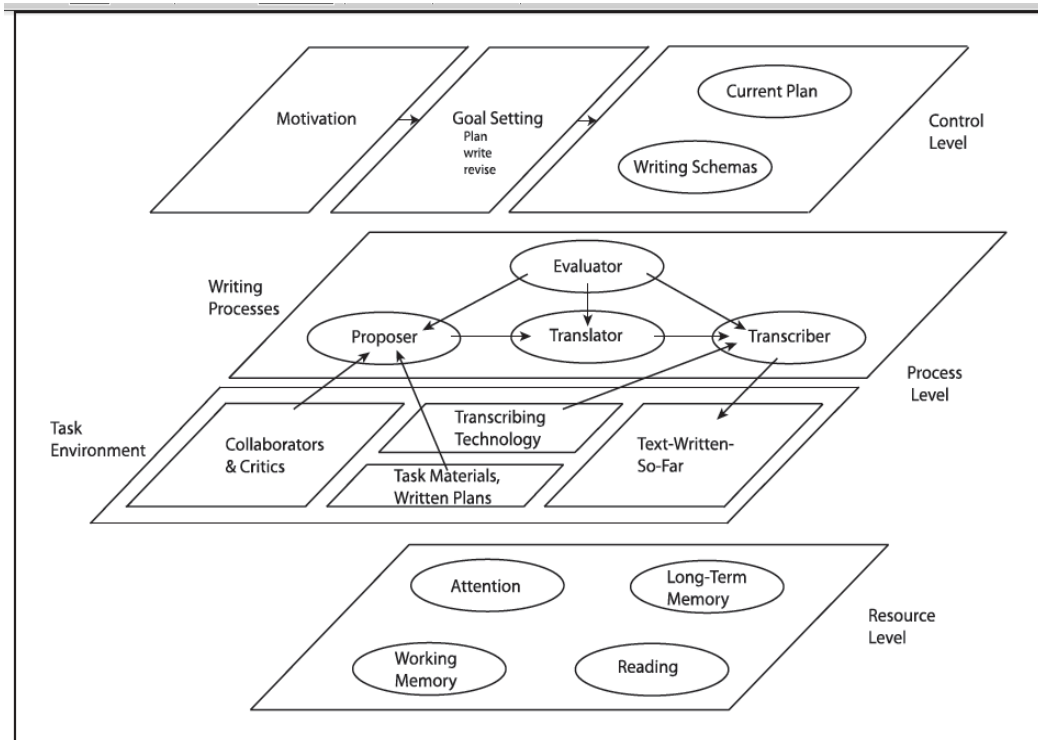 Motivation
Goal Setting
Plan
write
revise
Current Plan
Writing Schemas
Control
Level
Writing
Processes
Evaluator
Proposer
Translator
Transcriber
Process
Level
Task
Environment
Collaborators
& Critics
Transcribing
Technology
Task Materials,
Written Plans
Text-Written-
So-Far
Attention
Long-Term
Memory
Working
Memory
Reading
Resource
Level